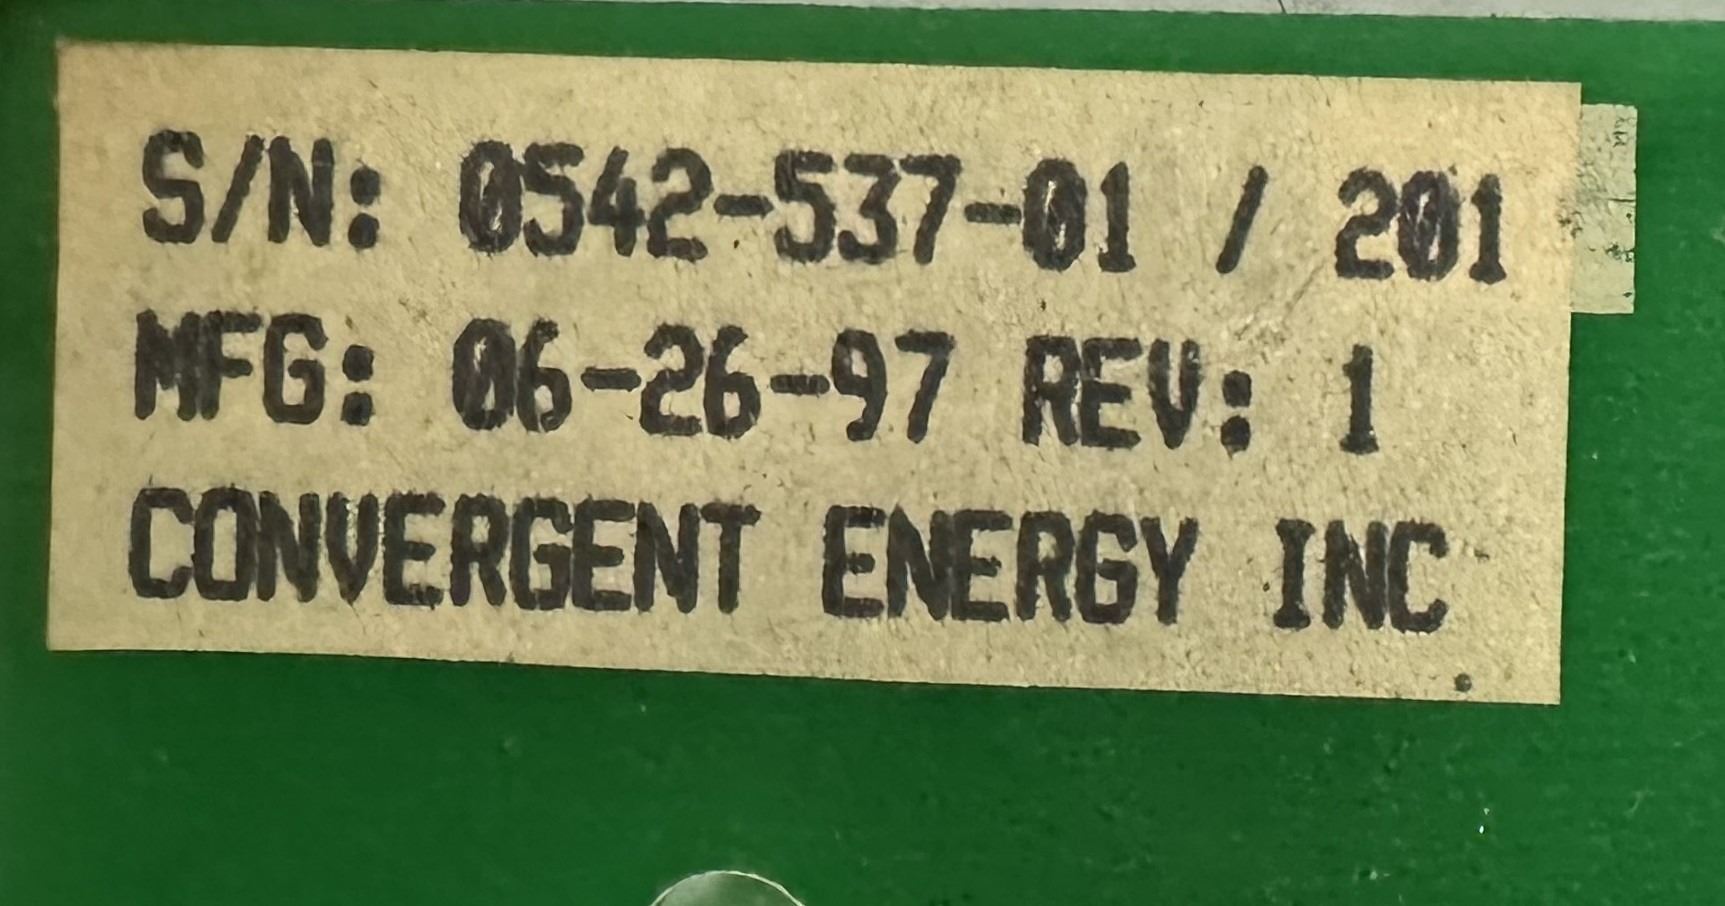 S/N: 0542-537-01 / 201
MFG: 06-26-97 REV: 1
CONVERGENT ENERGY INC